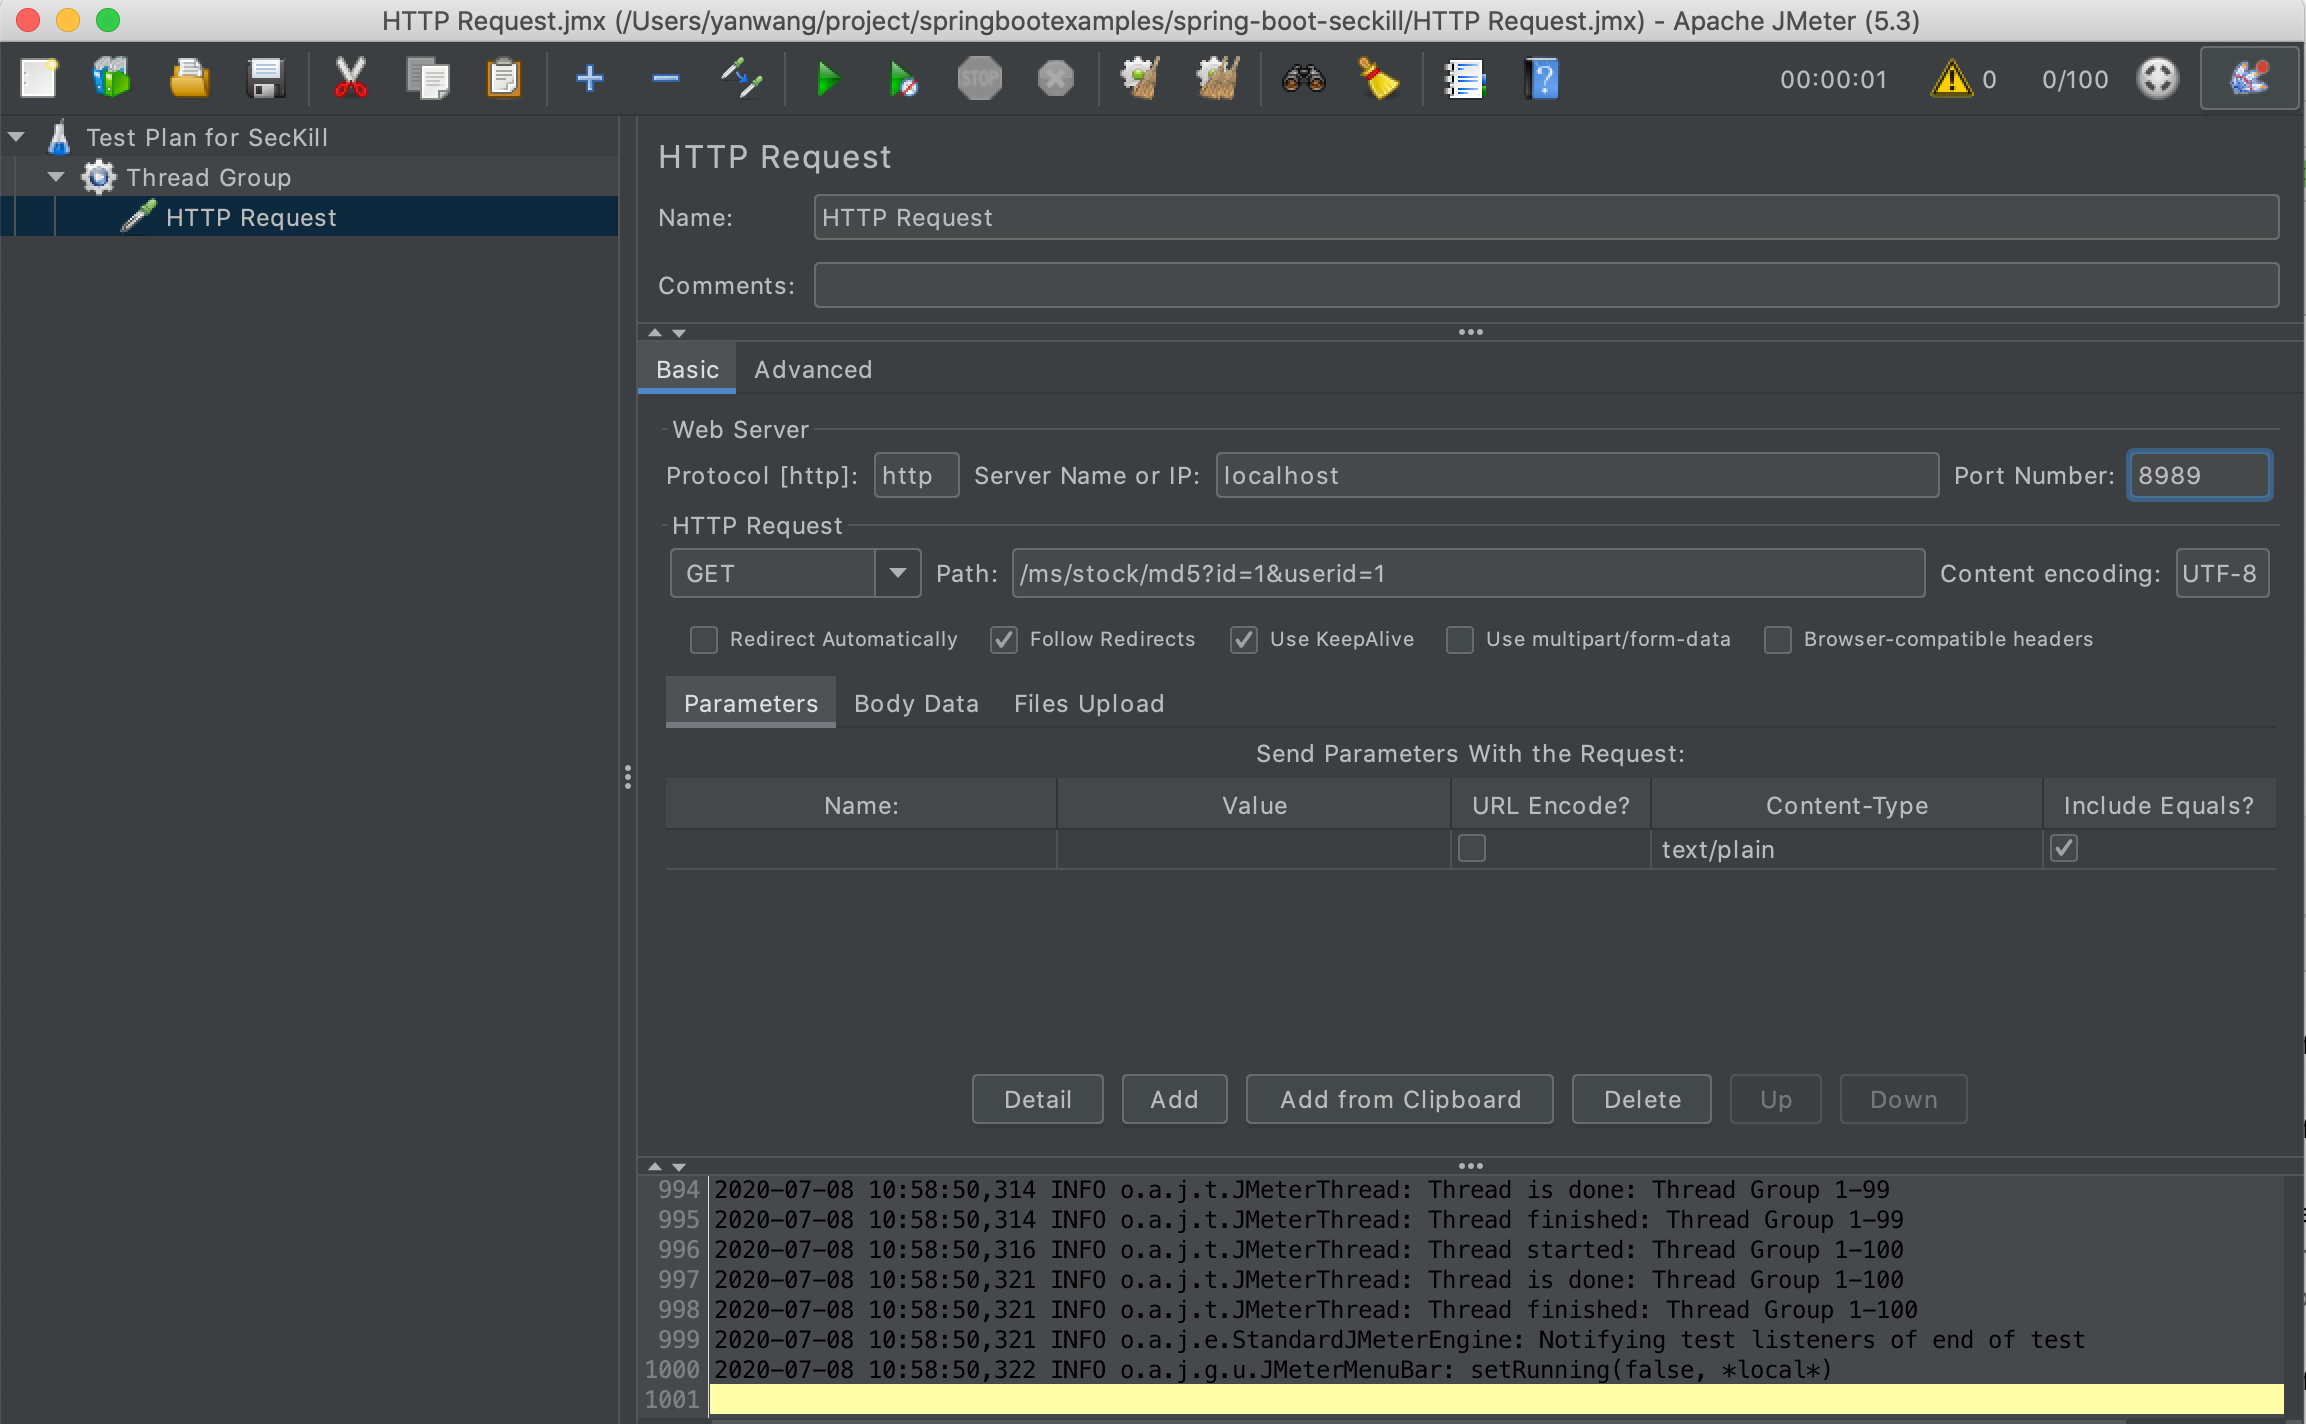 HTTP Request.jmx (/Users/yanwang/project/springbootexamples/spring-boot-seckill/HTTP Request.jmx) - Apache JMeter (5.3)
STOP
00:00:01 0 0/100
Test Plan for SecKill
Thread Group
HTTP Request
HTTP Request
Name: HTTP Request
Comments:
Basic Advanced
Web Server
Protocol [http]: http Server Name or IP: localhost Port Number: 8989
HTTP Request
GET Path: /ms/stock/md5?id=1&userid=1 Content encoding: UTF-8
Redirect Automatically Follow Redirects Use KeepAlive Use multipart/form-data Browser-compatible headers
Parameters Body Data Files Upload
Send Parameters With the Request:
Name: Value URL Encode? Content-Type Include Equals?
text/plain
Detail Add Add from Clipboard Delete Up Down
994 2020-07-08 10:58:50,314 INFO o.a.j.t.JMeterThread: Thread is done: Thread Group 1-99
995 2020-07-08 10:58:50,314 INFO o.a.j.t.JMeterThread: Thread finished: Thread Group 1-99
996 2020-07-08 10:58:50,316 INFO o.a.j.t.JMeterThread: Thread started: Thread Group 1-100
997 2020-07-08 10:58:50,321 INFO o.a.j.t.JMeterThread: Thread is done: Thread Group 1-100
998 2020-07-08 10:58:50,321 INFO o.a.j.t.JMeterThread: Thread finished: Thread Group 1-100
999 2020-07-08 10:58:50,321 INFO o.a.j.e.StandardJMeterEngine: Notifying test listeners of end of test
1000 2020-07-08 10:58:50,322 INFO o.a.j.g.u.JMeterMenuBar: setRunning(false, *local*)
1001